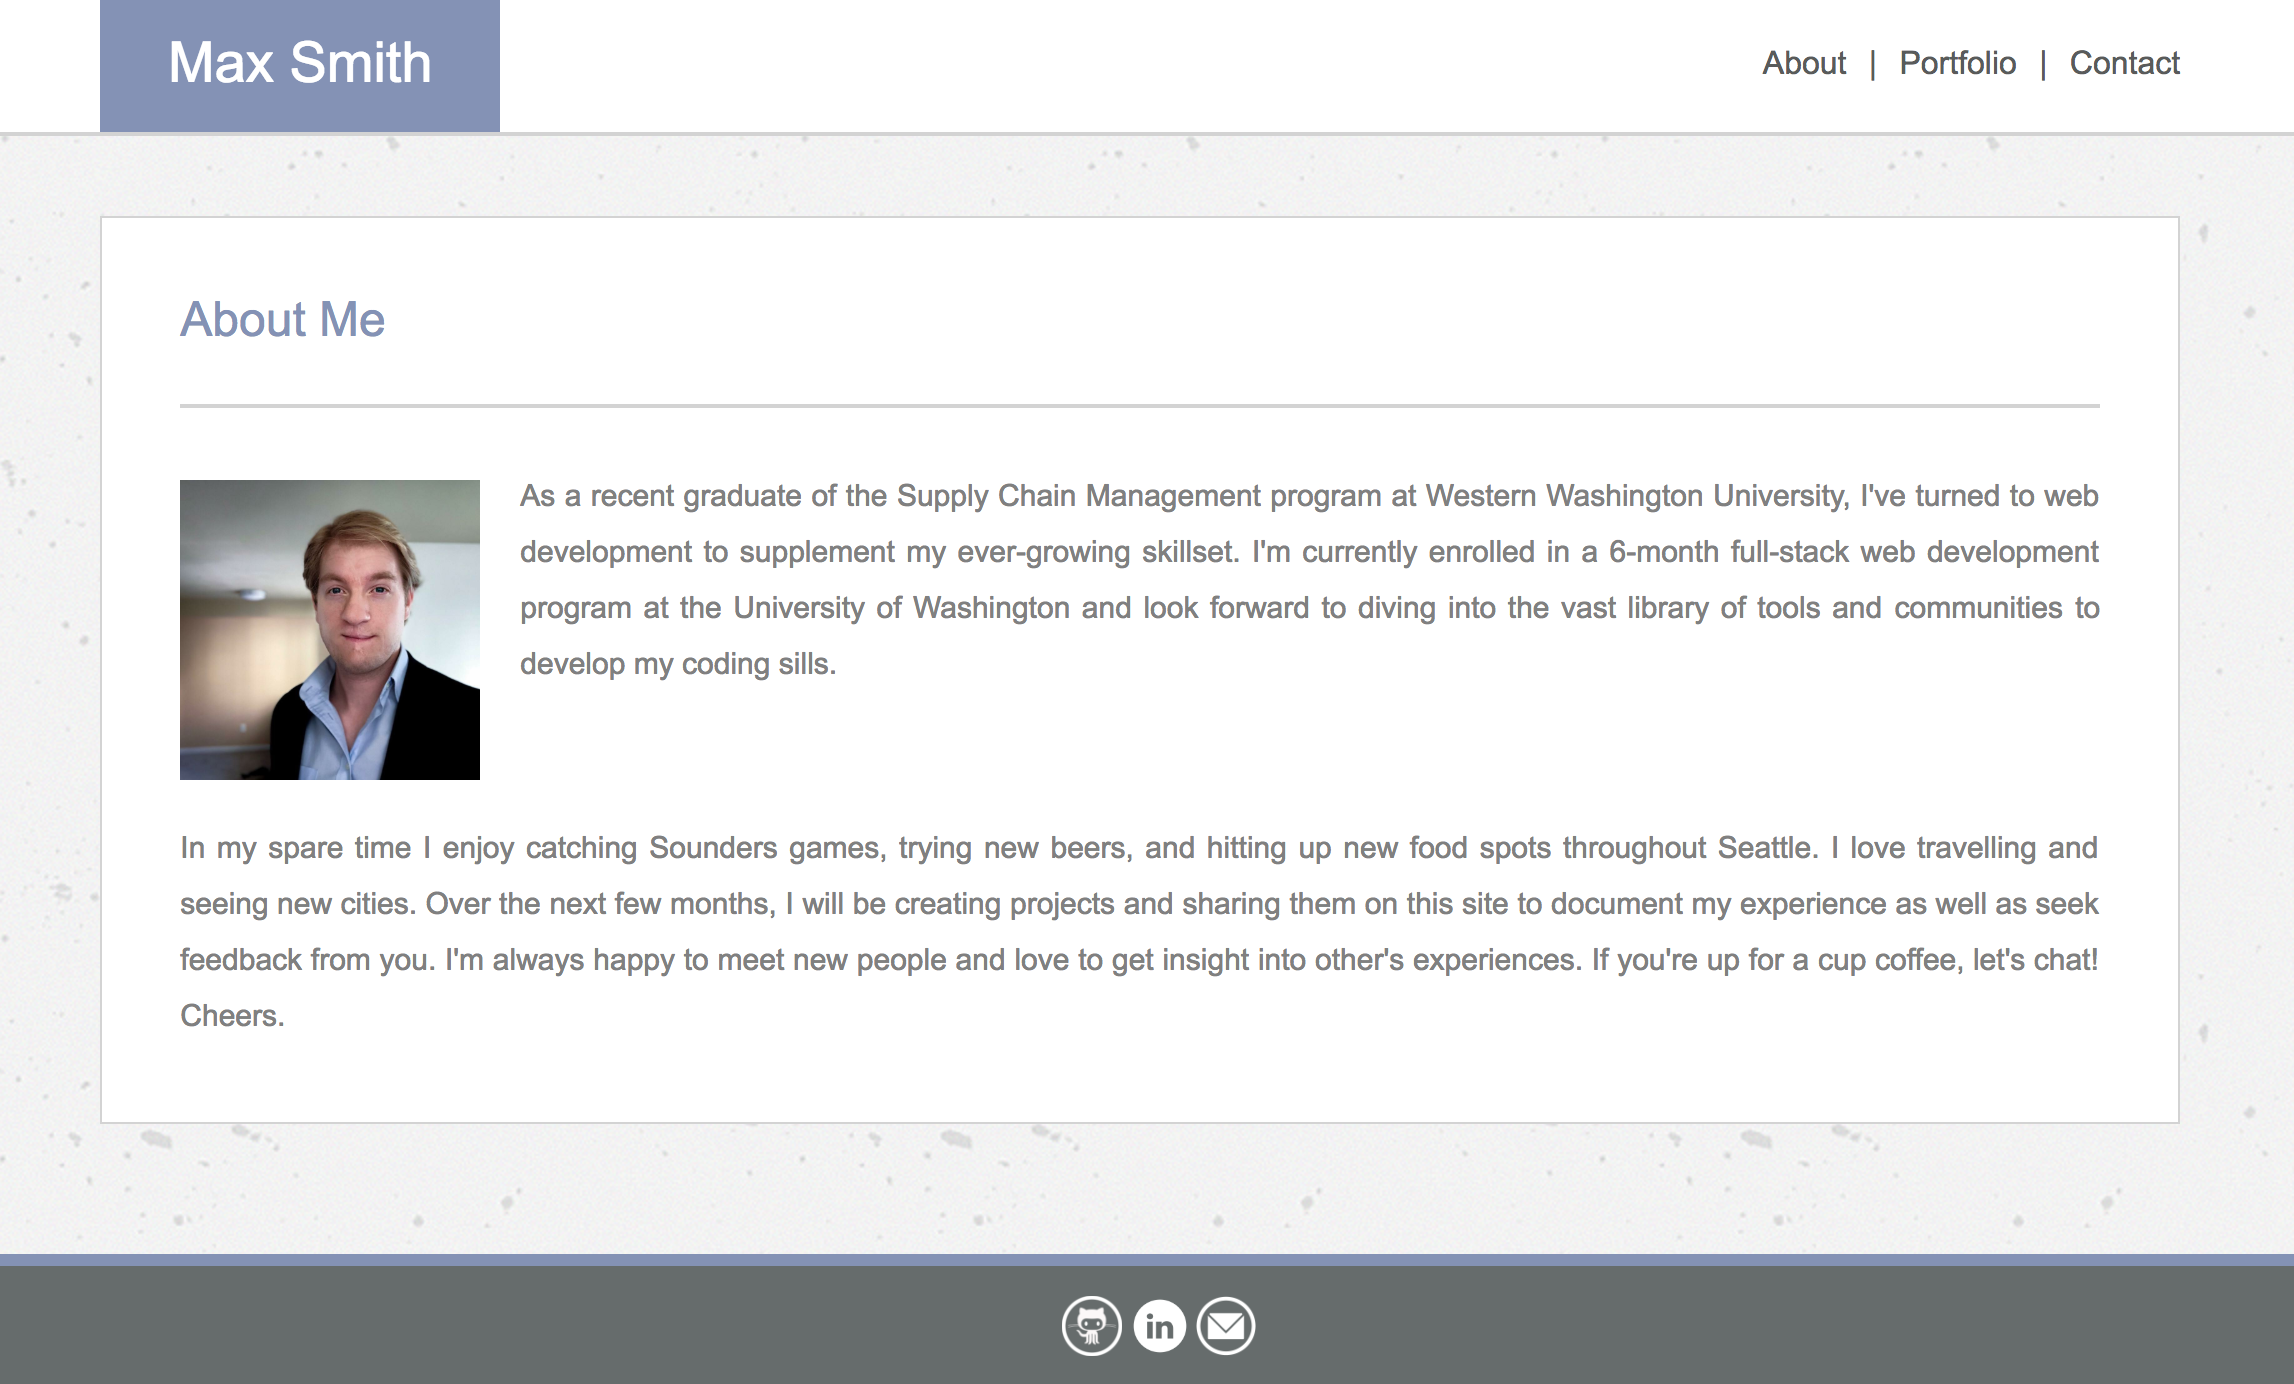 Max Smith
About | Portfolio | Contact
About Me
As a recent graduate of the Supply Chain Management program at Western Washington University, I've turned to web
development to supplement my ever-growing skillset. I'm currently enrolled in a 6-month full-stack web development
program at the University of Washington and look forward to diving into the vast library of tools and communities to
develop my coding sills.
In my spare time I enjoy catching Sounders games, trying new beers, and hitting up new food spots throughout Seattle. I love travelling and
seeing new cities. Over the next few months, I will be creating projects and sharing them on this site to document my experience as well as seek
feedback from you. I'm always happy to meet new people and love to get insight into other's experiences. If you're up for a cup coffee, let's chat!
Cheers.
in